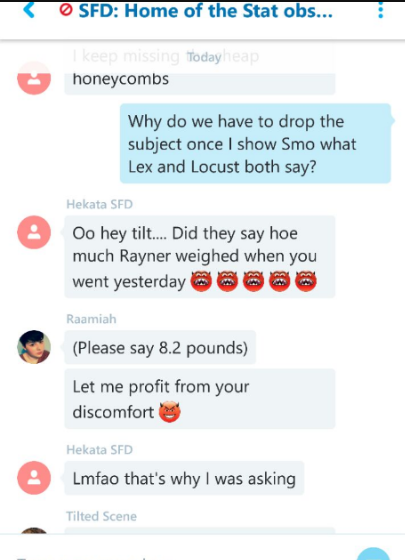 SFD: Home of the Stat obs...
I keep missing the cheap
Today
honeycombs
Why do we have to drop the
subject once I show Smo what
Lex and Locust both say?
Hekata SFD
Oo hey tilt.... Did they say hoe
much Rayner weighed when you
went yesterday
Raamiah
(Please say 8.2 pounds)
Let me profit from your
discomfort
Hekata SFD
Lmfao that's why I was asking
Tilted Scene